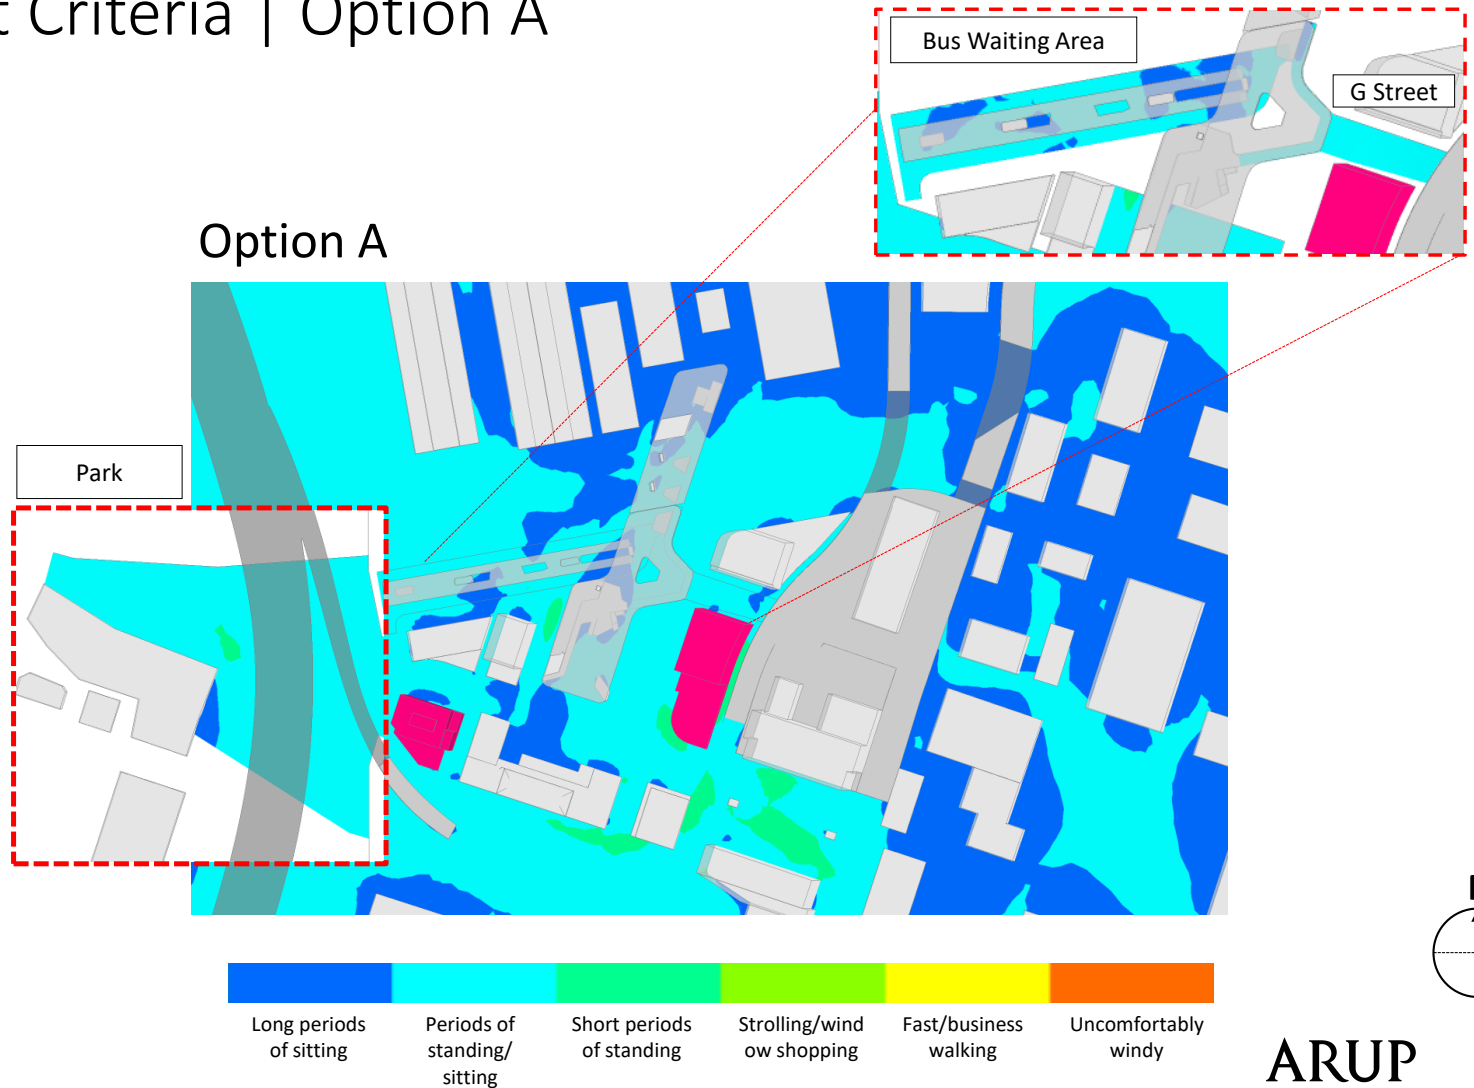 t Criteria | Option A
Bus Waiting Area
G Street
Option A
Park
Long periods
of sitting
Periods of
standing/
sitting
Short periods
of standing
Strolling/wind
ow shopping
Fast/business
walking
Uncomfortably
windy
ARUP